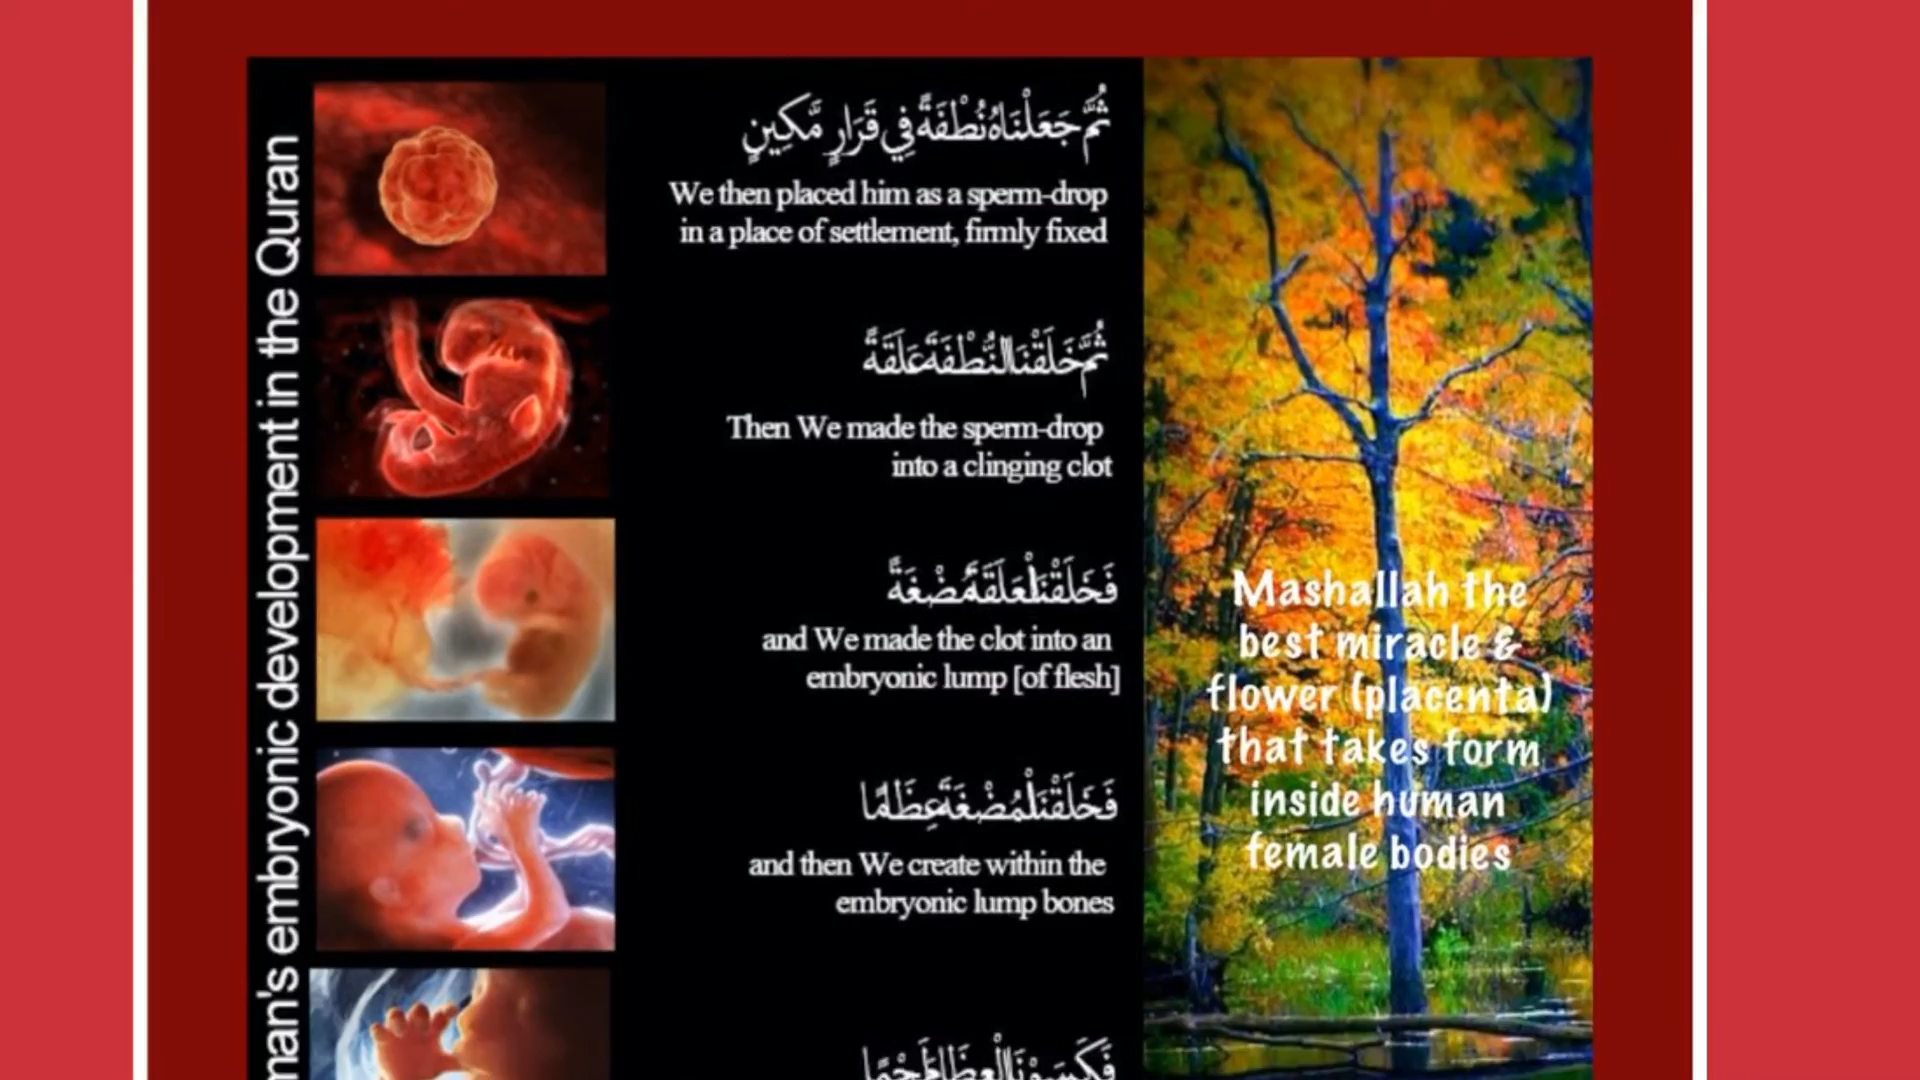 man's embryonic development in the Quran
ثُمَّ جَعَلْنَاهُ نُطْفَةً فِي قَرَارٍ مَّكِينٍ
We then placed him as a sperm-drop
in a place of settlement, firmly fixed
ثُمَّ خَلَقْنَا النُّطْفَةَ عَلَقَةً
Then We made the sperm-drop
into a clinging clot
فَخَلَقْنَا الْعَلَقَةَ مُضْغَةً
and We made the clot into an
embryonic lump [of flesh]
فَخَلَقْنَا الْمُضْغَةَ عِظَامًا
and then We create within the
embryonic lump bones
فَكَسَوْنَا الْعِظَامَ لَحْمًا
Mashallah the
best miracle &
flower (placenta)
that takes form
inside human
female bodies